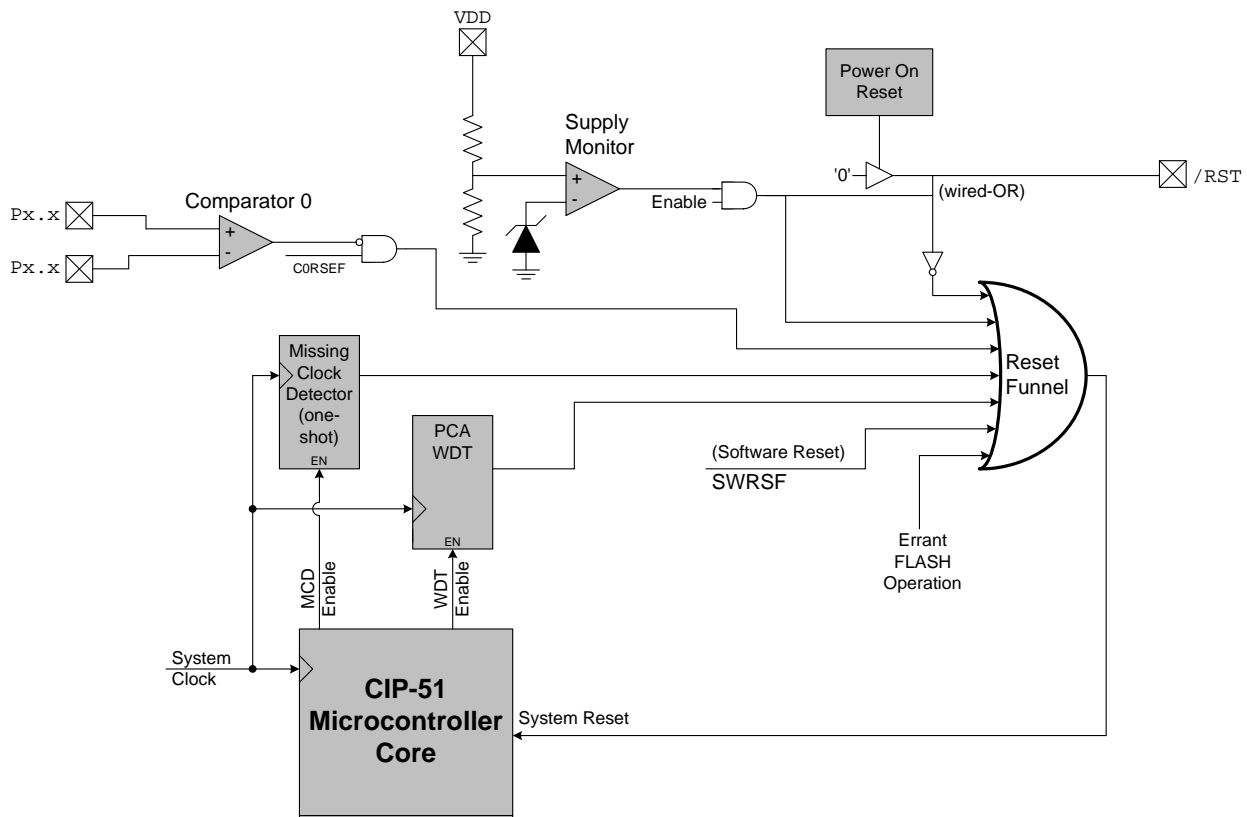 VDD
Power On
Reset
Supply
Monitor
+
-
Enable
'0'
(wired-OR)
/RST
Comparator 0
Px.x
Px.x
+
-
C0RSEF
Missing
Clock
Detector
(one-
shot)
EN
PCA
WDT
EN
Reset
Funnel
(Software Reset)
SWRSF
Errant
FLASH
Operation
MCD
Enable
WDT
Enable
System
Clock
CIP-51
Microcontroller
Core
System Reset